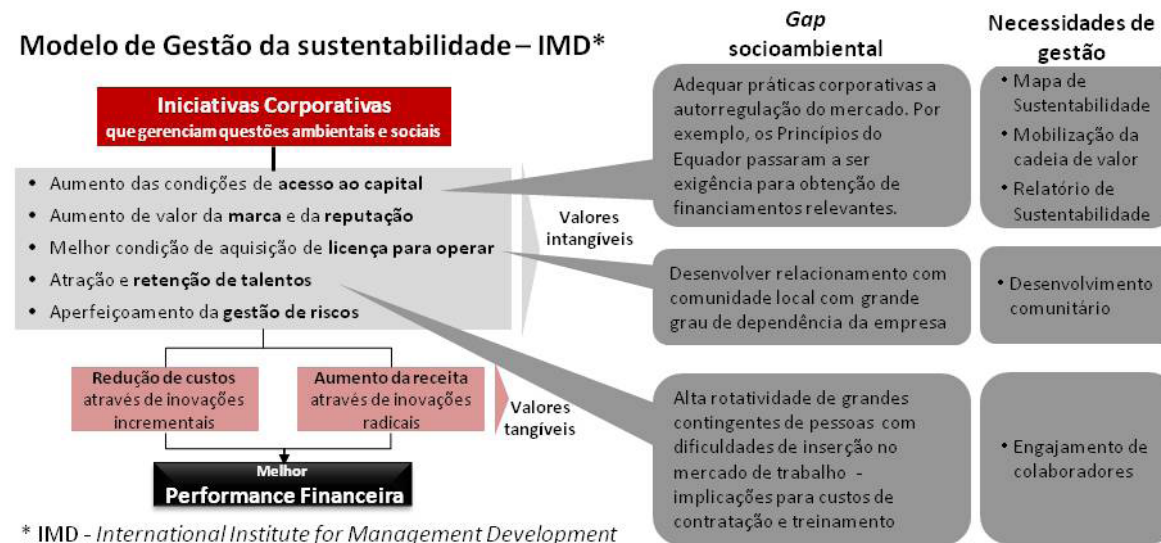 Modelo de Gestão da sustentabilidade – IMD*
Iniciativas Corporativas
que gerenciam questões ambientais e sociais
• Aumento das condições de acesso ao capital
• Aumento de valor da marca e da reputação
• Melhor condição de aquisição de licença para operar
• Atração e retenção de talentos
• Aperfeiçoamento da gestão de riscos
Valores
intangíveis
Redução de custos
através de inovações
incrementais
Aumento da receita
através de inovações
radicais
Valores
tangíveis
Melhor
Performance Financeira
* IMD - International Institute for Management Development
Gap
socioambiental
Adequar práticas corporativas a
autorregulação do mercado. Por
exemplo, os Princípios do
Equador passaram a ser
exigência para obtenção de
financiamentos relevantes.
Desenvolver relacionamento com
comunidade local com grande
grau de dependência da empresa
Alta rotatividade de grandes
contingentes de pessoas com
dificuldades de inserção no
mercado de trabalho -
implicações para custos de
contratação e treinamento
Necessidades de
gestão
• Mapa de
Sustentabilidade
• Mobilização da
cadeia de valor
• Relatório de
Sustentabilidade
• Desenvolvimento
comunitário
• Engajamento de
colaboradores